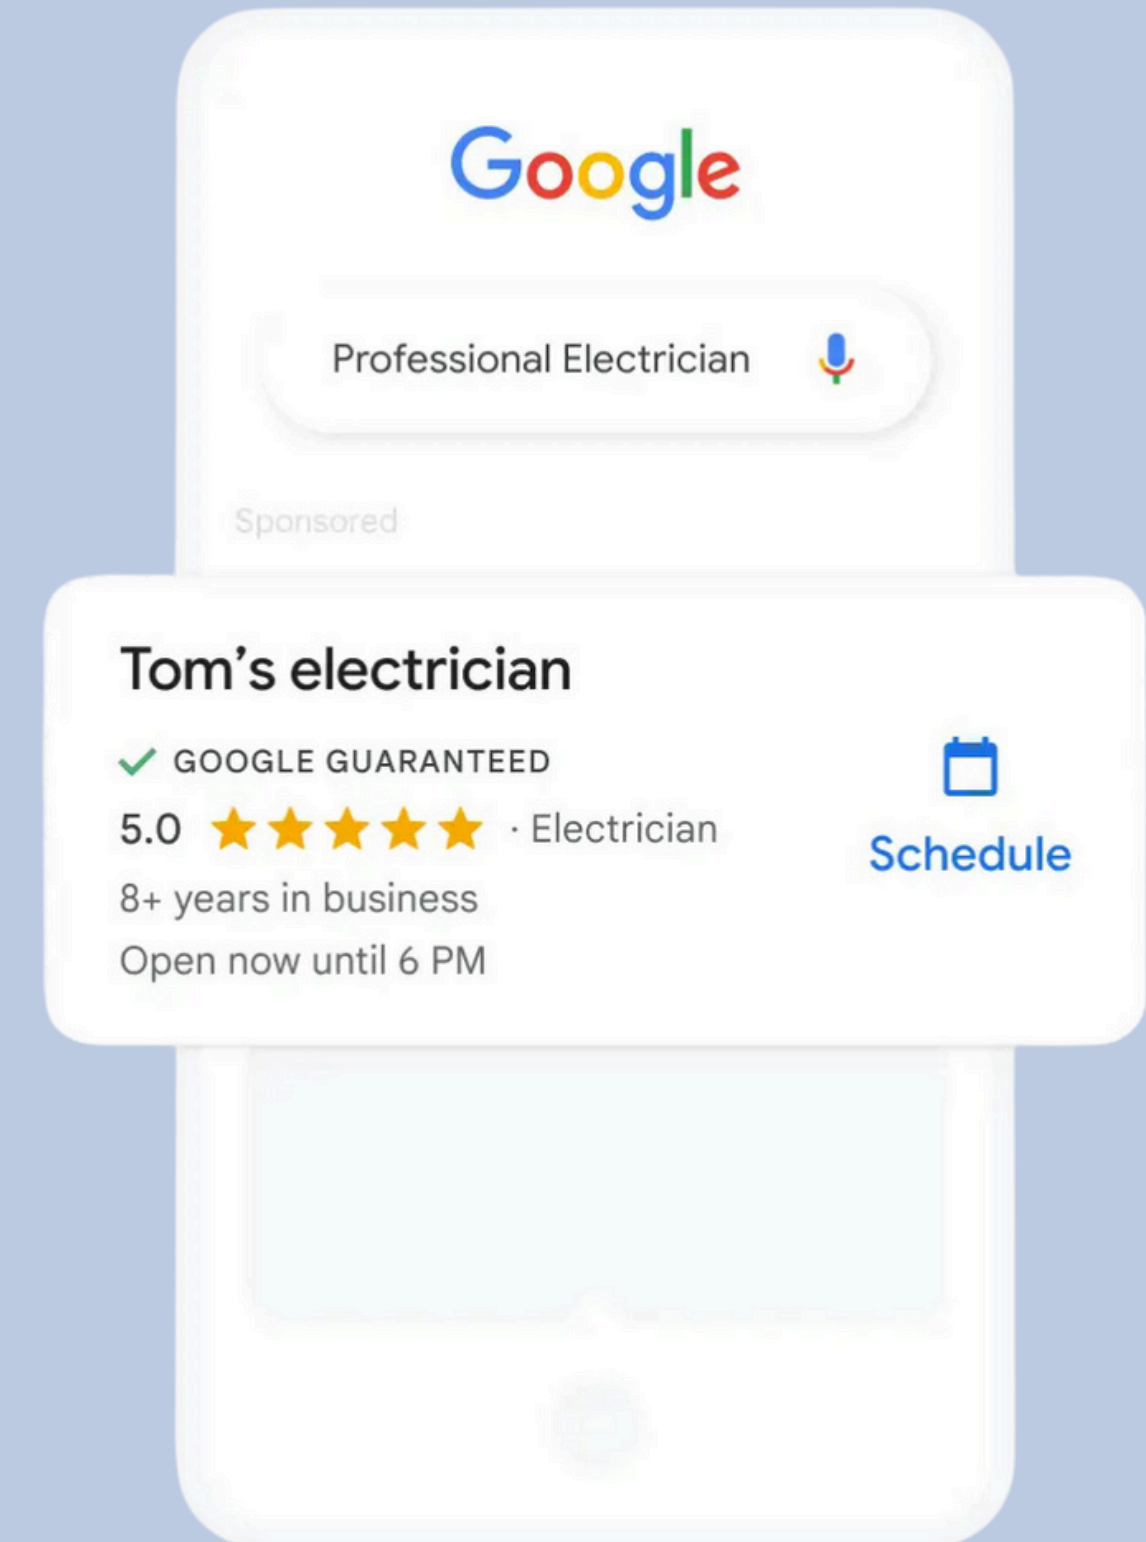 Google
Professional Electrician
Sponsored
Tom’s electrician
GOOGLE GUARANTEED
5.0 · Electrician
8+ years in business
Open now until 6 PM
Schedule